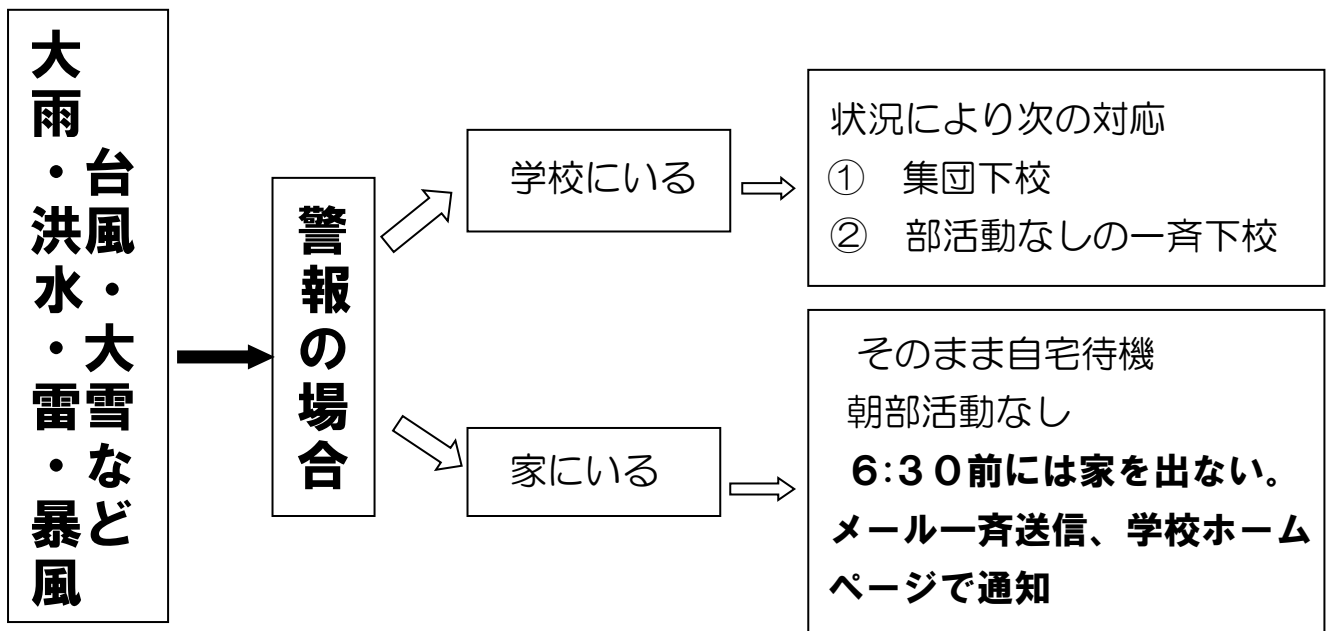 大雨・洪水・雷・暴風
台風・大雪など
警報の場合
学校にいる
状況により次の対応
①　集団下校
②　部活動なしの一斉下校
家にいる
そのまま自宅待機
朝部活動なし
６:３０前には家を出ない。
メール一斉送信、学校ホーム
ページで通知